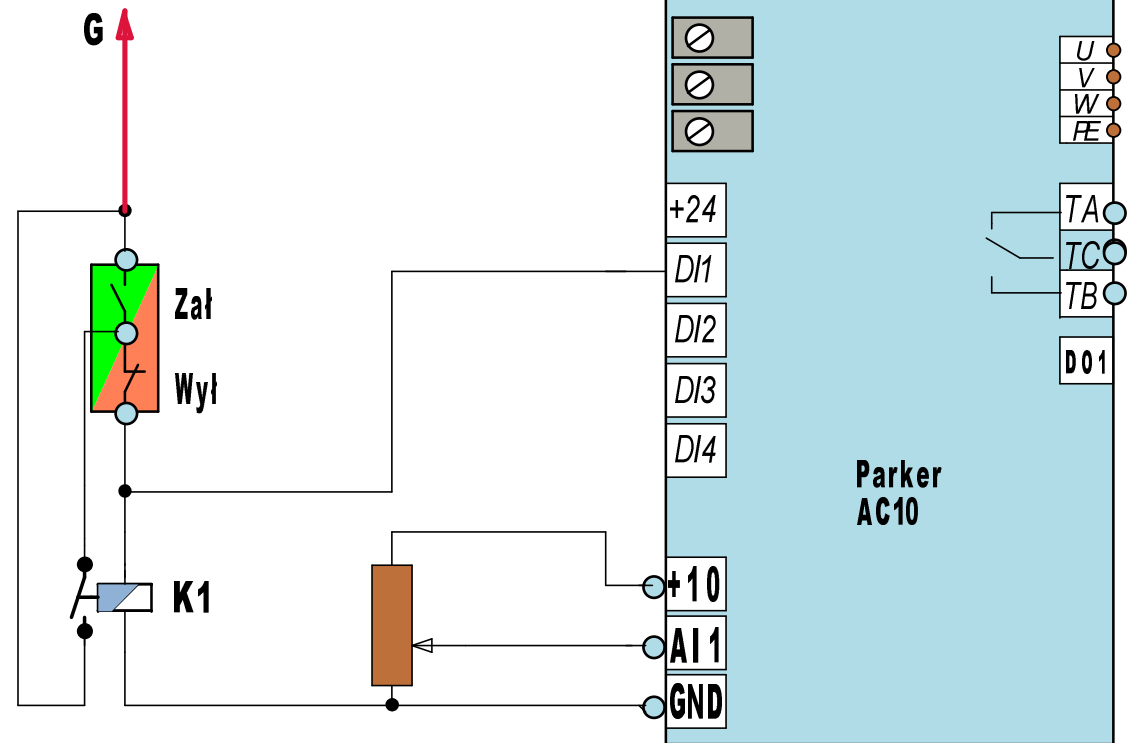 G
U
V
W
PE
+24
TA
Zał
DI1
TC
TB
DI2
DO1
Wył
DI3
DI4
Parker
AC10
K1
+10
AI1
GND